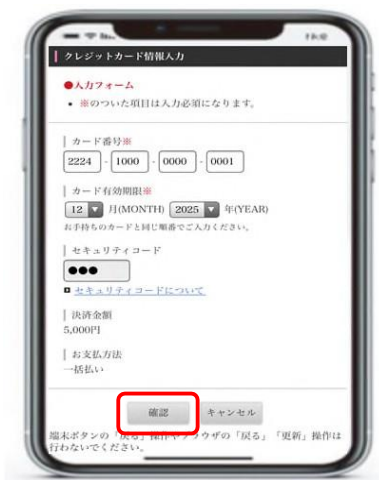 クレジットカード情報入力
●入力フォーム
• ※のついた項目は入力必須になります。
カード番号※
2224 - 1000 - 0000 - 0001
カード有効期限※
12 月(MONTH) 2025 年(YEAR)
お手持ちのカードと同じ順番でご入力ください。
セキュリティコード
●●●
セキュリティコードについて
決済金額
5,000円
お支払方法
一括払い
確認 キャンセル
端末ボタンの「戻る」操作やブラウザの「戻る」「更新」操作は
行わないでください。